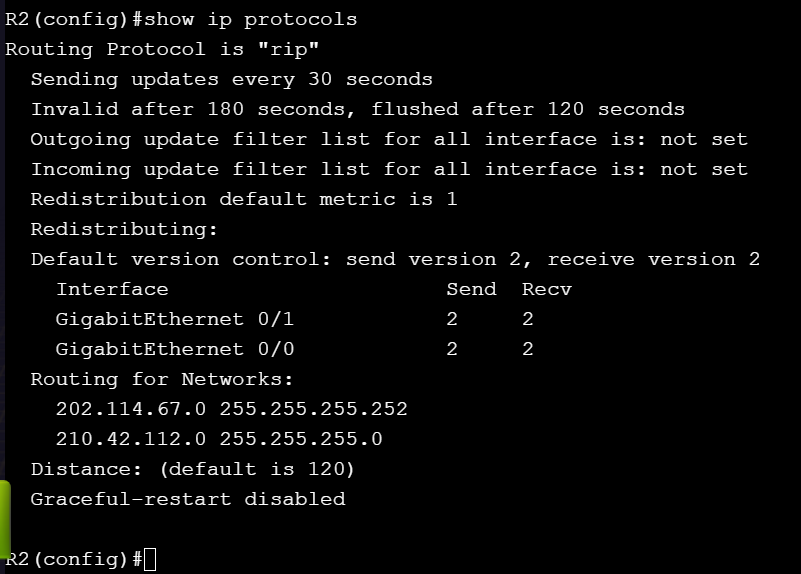 R2(config)#show ip protocols
Routing Protocol is "rip"
  Sending updates every 30 seconds
  Invalid after 180 seconds, flushed after 120 seconds
  Outgoing update filter list for all interface is: not set
  Incoming update filter list for all interface is: not set
  Redistribution default metric is 1
  Redistributing:
  Default version control: send version 2, receive version 2
    Interface                      Send  Recv
    GigabitEthernet 0/1            2     2
    GigabitEthernet 0/0            2     2
  Routing for Networks:
    202.114.67.0 255.255.255.252
    210.42.112.0 255.255.255.0
  Distance: (default is 120)
  Graceful-restart disabled
R2(config)#